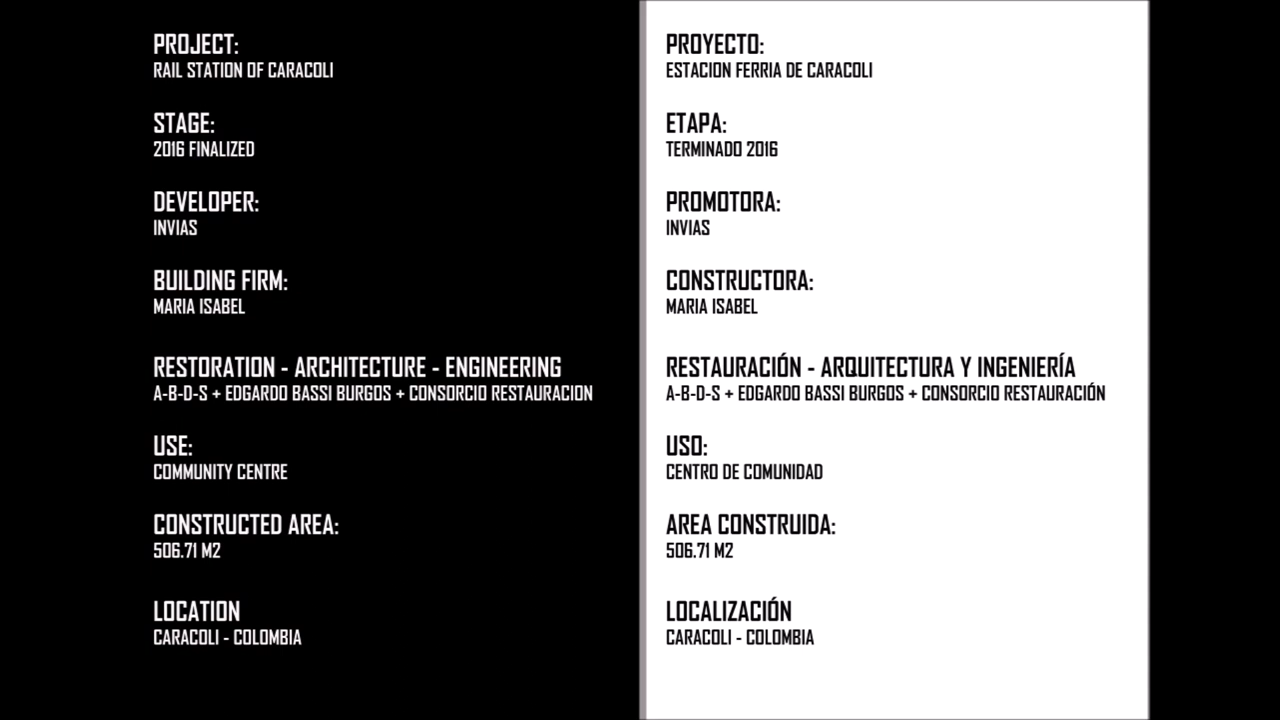 PROJECT:
RAIL STATION OF CARACOLI
STAGE:
2016 FINALIZED
DEVELOPER:
INVIAS
BUILDING FIRM:
MARIA ISABEL
RESTORATION - ARCHITECTURE - ENGINEERING
A-B-D-S + EDGARDO BASSI BURGOS + CONSORCIO RESTAURACION
USE:
COMMUNITY CENTRE
CONSTRUCTED AREA:
506.71 M2
LOCATION
CARACOLI - COLOMBIA
PROYECTO:
ESTACION FERRIA DE CARACOLI
ETAPA:
TERMINADO 2016
PROMOTORA:
INVIAS
CONSTRUCTORA:
MARIA ISABEL
RESTAURACIÓN - ARQUITECTURA Y INGENIERÍA
A-B-D-S + EDGARDO BASSI BURGOS + CONSORCIO RESTAURACIÓN
USO:
CENTRO DE COMUNIDAD
AREA CONSTRUIDA:
506.71 M2
LOCALIZACIÓN
CARACOLI - COLOMBIA